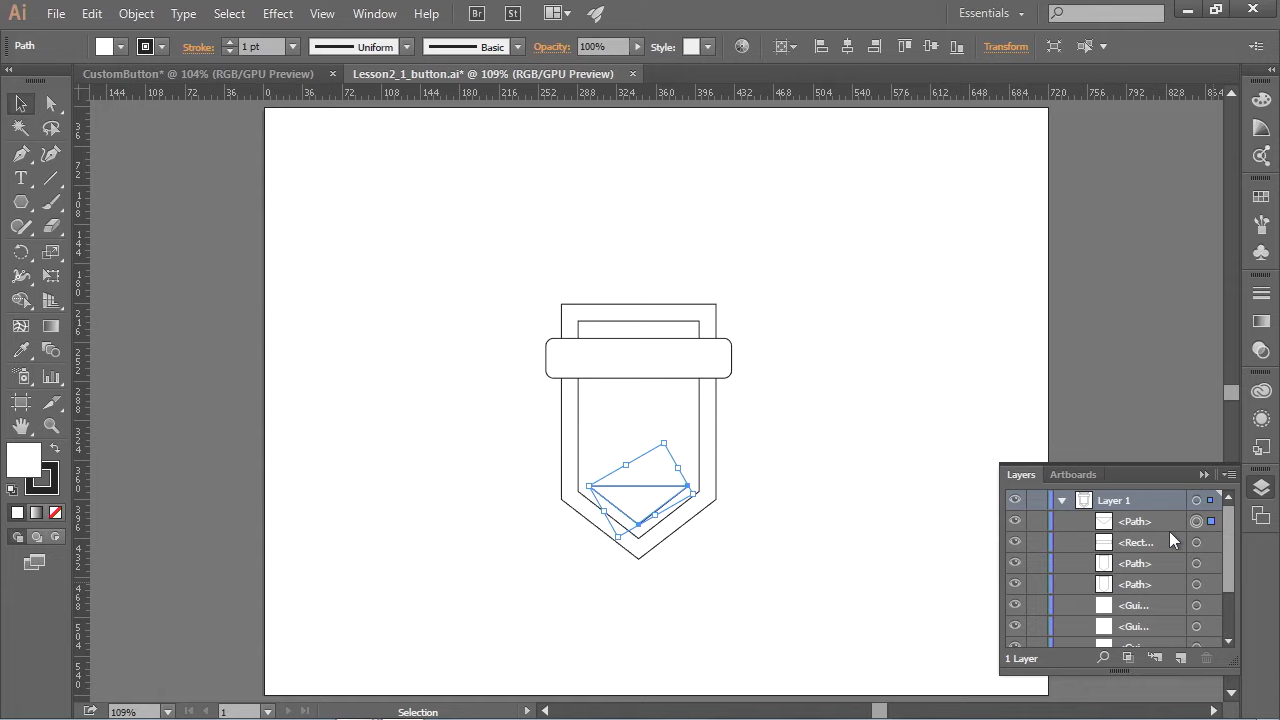 Ai File Edit Object Type Select Effect View Window Help Br St Essentials
Path Stroke: 1 pt Uniform Basic Opacity: 100% Style: Transform
CustomButton* @ 104% (RGB/GPU Preview) × Lesson2_1_button.ai* @ 109% (RGB/GPU Preview) ×
144 108 72 36 0 36 72 108 144 180 216 252 288 324 360 396 432 468 504 540 576 612 648 684 720 756 792 828 864
Layers Artboards
Layer 1
<Path>
<Rect...
<Path>
<Path>
<Gui...
<Gui...
1 Layer
109% 1 Selection